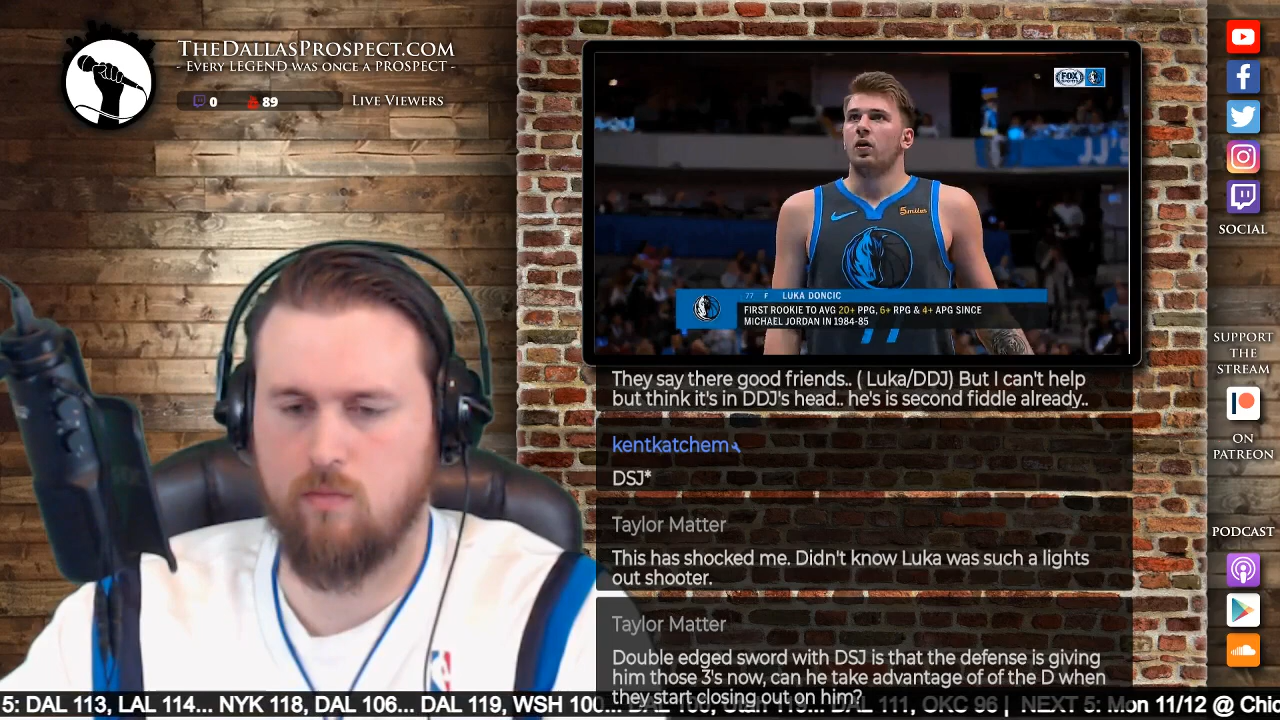 THEDALLASPROSPECT.COM
- EVERY LEGEND WAS ONCE A PROSPECT -
0
89
LIVE VIEWERS
FOX
SPORTS
JJ'S
5miles
77 F LUKA DONCIC
FIRST ROOKIE TO AVG 20+ PPG, 6+ RPG & 4+ APG SINCE
MICHAEL JORDAN IN 1984-85
They say there good friends.. ( Luka/DDJ) But I can't help
but think it's in DDJ's head.. he's is second fiddle already..
kentkatchem
DSJ*
Taylor Matter
This has shocked me. Didn't know Luka was such a lights
out shooter.
Taylor Matter
Double edged sword with DSJ is that the defense is giving
him those 3's now, can he take advantage of of the D when
they start closing out on him?
SOCIAL
SUPPORT
THE
STREAM
ON
PATREON
PODCAST
5: DAL 113, LAL 114... NYK 118, DAL 106... DAL 119, WSH 100... DAL 111, OKC 96 | NEXT 5: Mon 11/12 @ Chic